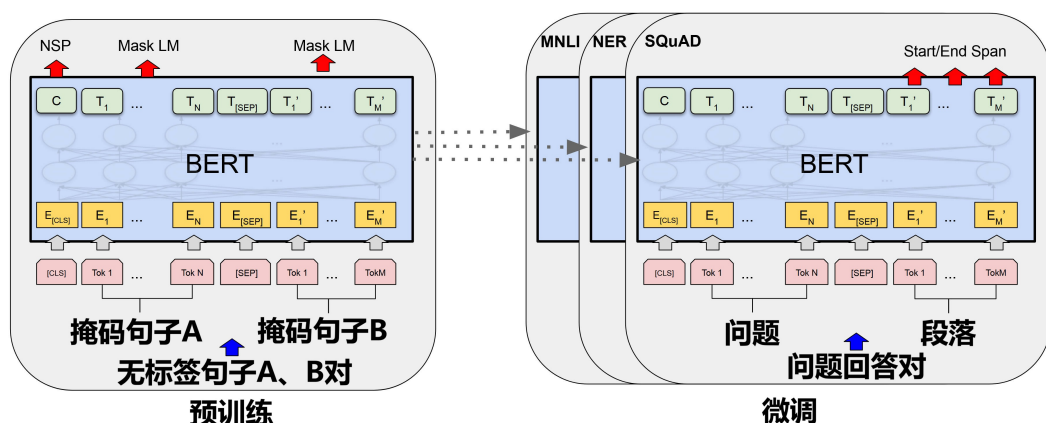 NSP Mask LM Mask LM
C T1 ... TN T[SEP] T1' ... TM'
...
BERT
...
E[CLS] E1 ... EN E[SEP] E1' ... EM'
[CLS] Tok 1 ... Tok N [SEP] Tok 1 ... TokM
掩码句子A 掩码句子B
无标签句子A、B对
预训练
MNLI NER SQuAD
Start/End Span
C T1 ... TN T[SEP] T1' ... TM'
...
BERT
...
E[CLS] E1 ... EN E[SEP] E1' ... EM'
[CLS] Tok 1 ... Tok N [SEP] Tok 1 ... TokM
问题 段落
问题回答对
微调